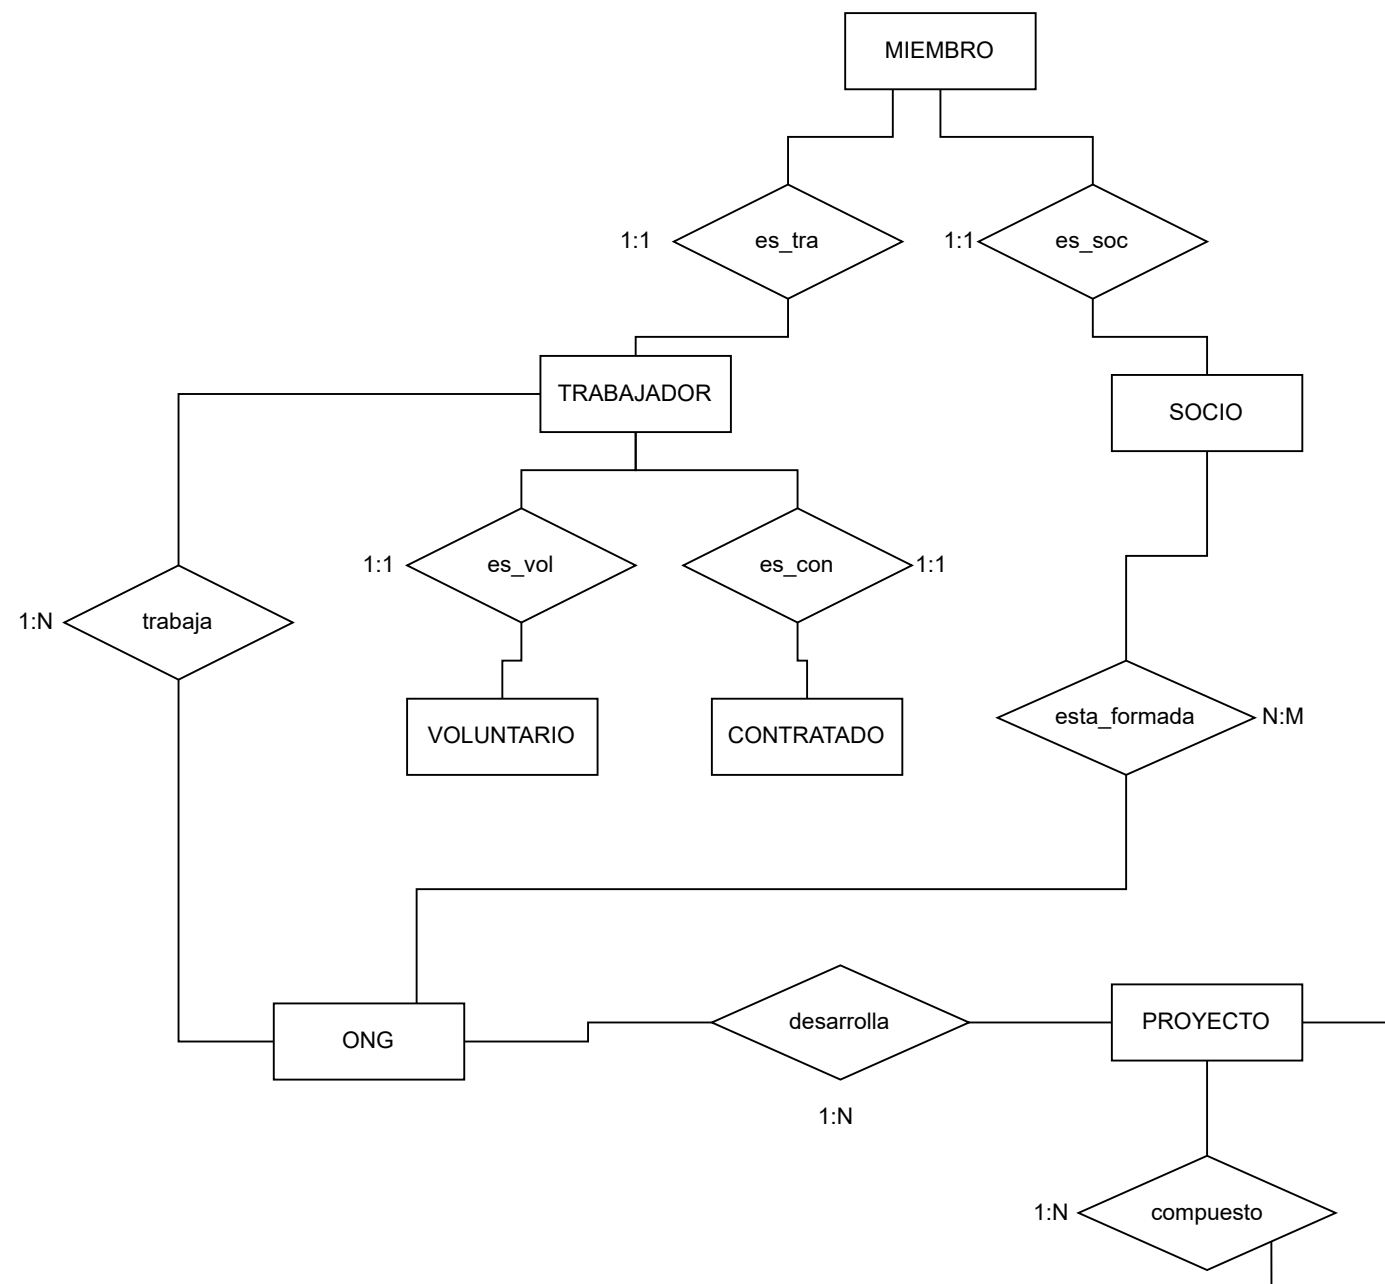 MIEMBRO
1:1
es_tra
1:1
es_soc
TRABAJADOR
SOCIO
1:1
es_vol
es_con
1:1
1:N
trabaja
VOLUNTARIO
CONTRATADO
esta_formada
N:M
ONG
desarrolla
PROYECTO
1:N
1:N
compuesto